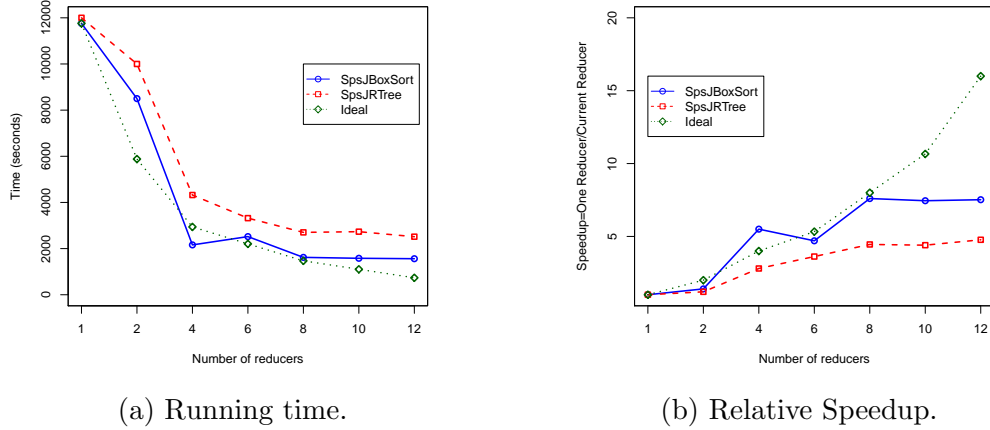 Time (seconds)
0
2000
4000
6000
8000
10000
12000
SpsJBoxSort
SpsJRTree
Ideal
1
2
4
6
8
10
12
Number of reducers
(a) Running time.
Speedup=One Reducer/Current Reducer
5
10
15
20
SpsJBoxSort
SpsJRTree
Ideal
1
2
4
6
8
10
12
Number of reducers
(b) Relative Speedup.